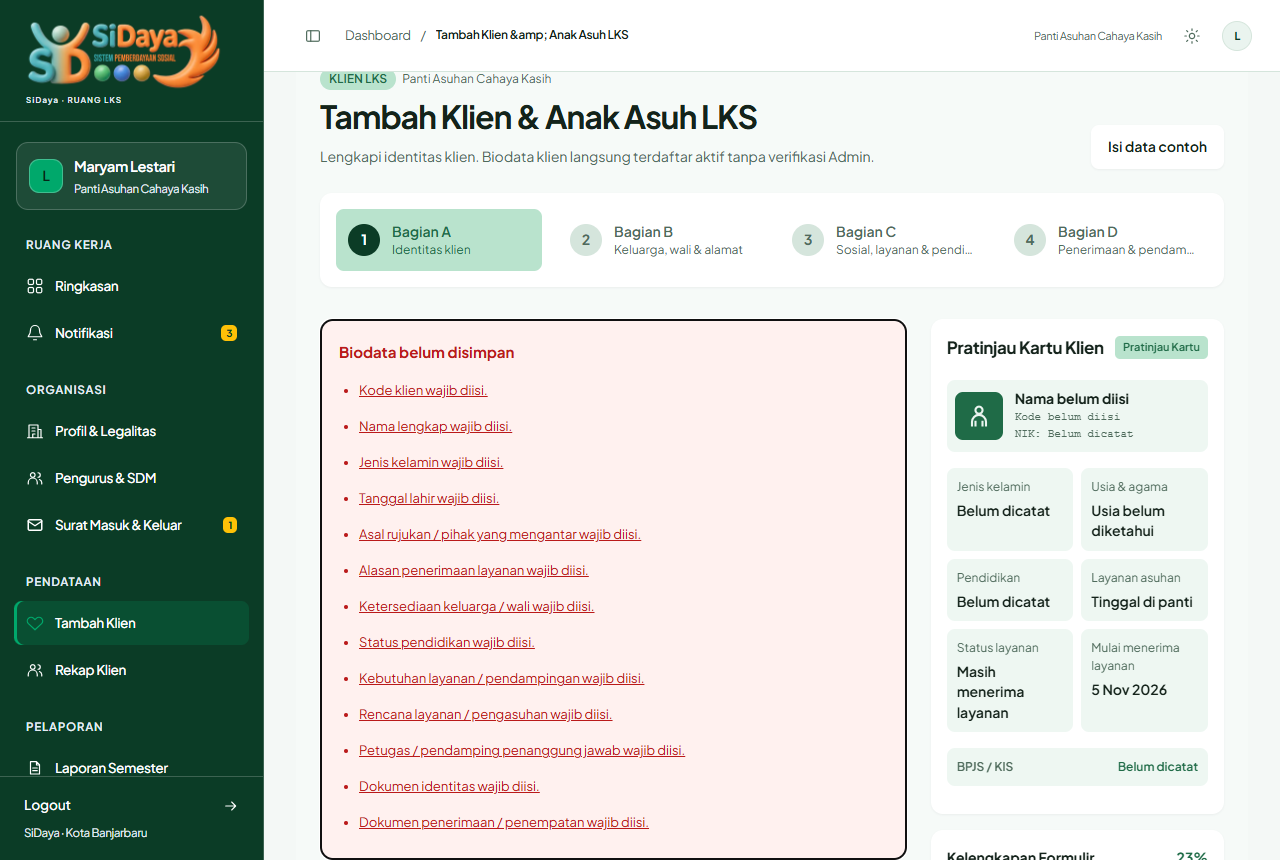 SiDaya
SISTEM PEMBERDAYAAN SOSIAL
SiDaya · RUANG LKS
L
Maryam Lestari
Panti Asuhan Cahaya Kasih
RUANG KERJA
Ringkasan
Notifikasi
3
ORGANISASI
Profil & Legalitas
Pengurus & SDM
Surat Masuk & Keluar
1
PENDATAAN
Tambah Klien
Rekap Klien
PELAPORAN
Laporan Semester
Logout
SiDaya · Kota Banjarbaru
Dashboard / Tambah Klien &amp; Anak Asuh LKS
Panti Asuhan Cahaya Kasih
L
KLIEN LKS Panti Asuhan Cahaya Kasih
Tambah Klien & Anak Asuh LKS
Lengkapi identitas klien. Biodata klien langsung terdaftar aktif tanpa verifikasi Admin.
Isi data contoh
1
Bagian A
Identitas klien
2
Bagian B
Keluarga, wali & alamat
3
Bagian C
Sosial, layanan & pendi...
4
Bagian D
Penerimaan & pendam...
Biodata belum disimpan
Kode klien wajib diisi.
Nama lengkap wajib diisi.
Jenis kelamin wajib diisi.
Tanggal lahir wajib diisi.
Asal rujukan / pihak yang mengantar wajib diisi.
Alasan penerimaan layanan wajib diisi.
Ketersediaan keluarga / wali wajib diisi.
Status pendidikan wajib diisi.
Kebutuhan layanan / pendampingan wajib diisi.
Rencana layanan / pengasuhan wajib diisi.
Petugas / pendamping penanggung jawab wajib diisi.
Dokumen identitas wajib diisi.
Dokumen penerimaan / penempatan wajib diisi.
Pratinjau Kartu Klien
Pratinjau Kartu
Nama belum diisi
Kode belum diisi
NIK: Belum dicatat
Jenis kelamin
Belum dicatat
Usia & agama
Usia belum
diketahui
Pendidikan
Belum dicatat
Layanan asuhan
Tinggal di panti
Status layanan
Masih
menerima
layanan
Mulai menerima
layanan
5 Nov 2026
BPJS / KIS
Belum dicatat
Kelengkapan Formulir
23%